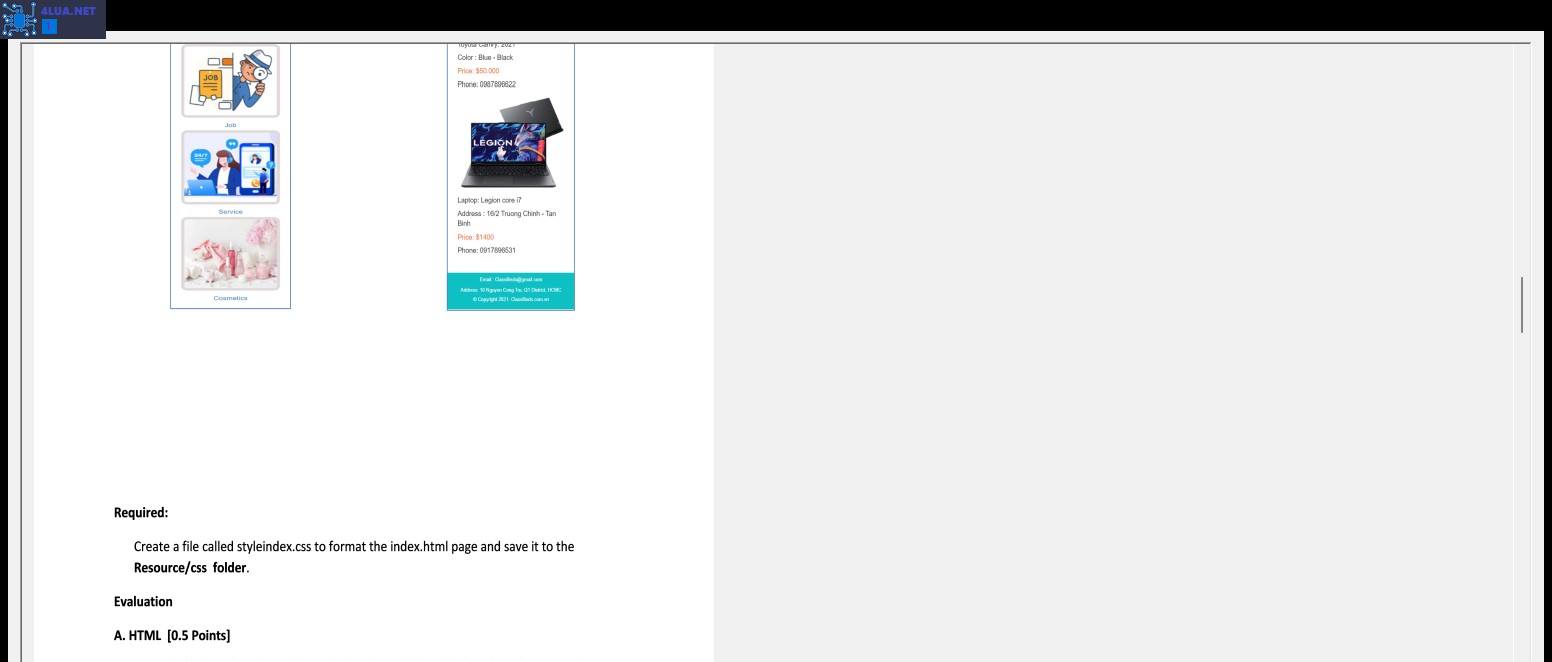 4LUA.NET
1
Toyota Camry: 2021
Color : Blue - Black
Price: $50.000
Phone: 0987896622
JOB
Job
LEGION
24/7
Service
Laptop: Legion core i7
Address : 16/2 Truong Chinh - Tan
Binh
Price: $1400
Phone: 0917896531
Email : Classifieds@gmail.com
Address: 10 Nguyen Cong Tru, Q1 District, HCMC
© Copyright 2021. Classifieds.com.vn
Cosmetics
Required:
Create a file called styleindex.css to format the index.html page and save it to the
Resource/css folder.
Evaluation
A. HTML [0.5 Points]